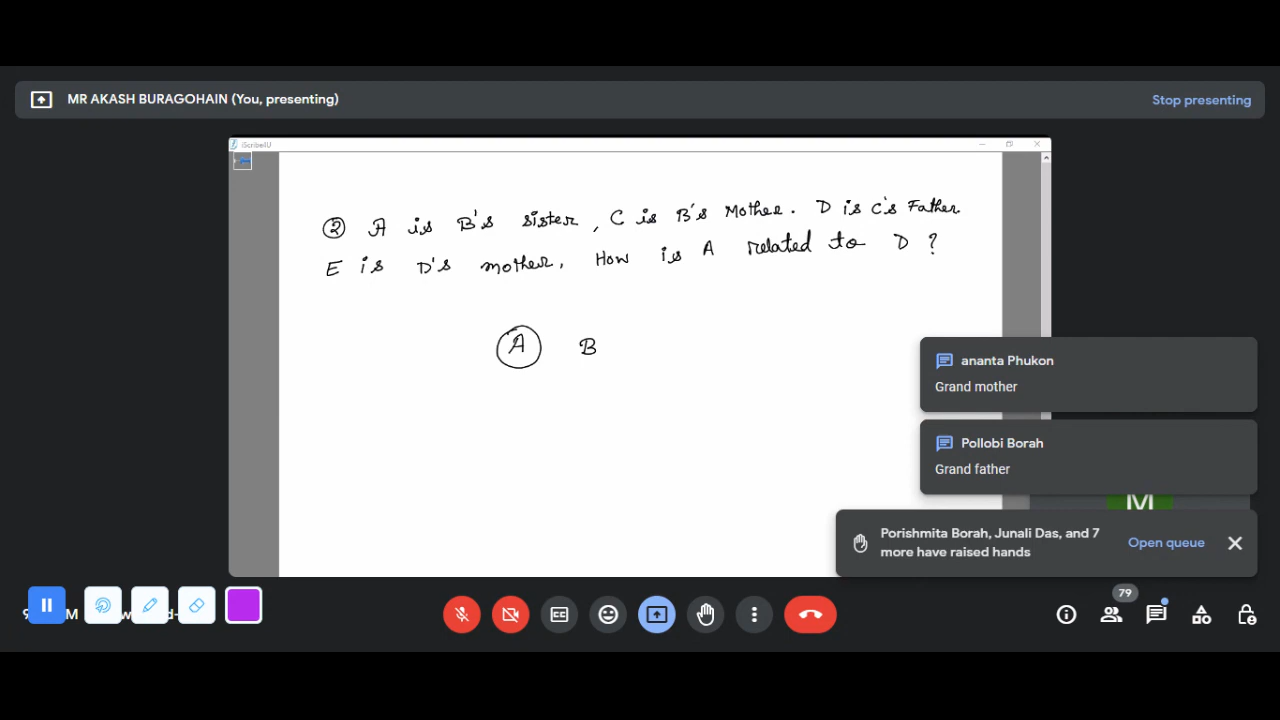 MR AKASH BURAGOHAIN (You, presenting)
Stop presenting
② A is B's sister, C is B's Mother. D is C's Father
E is D's mother, How is A related to D ?
A B
ananta Phukon
Grand mother
Pollobi Borah
Grand father
M
Porishmita Borah, Junali Das, and 7
more have raised hands
Open queue
79